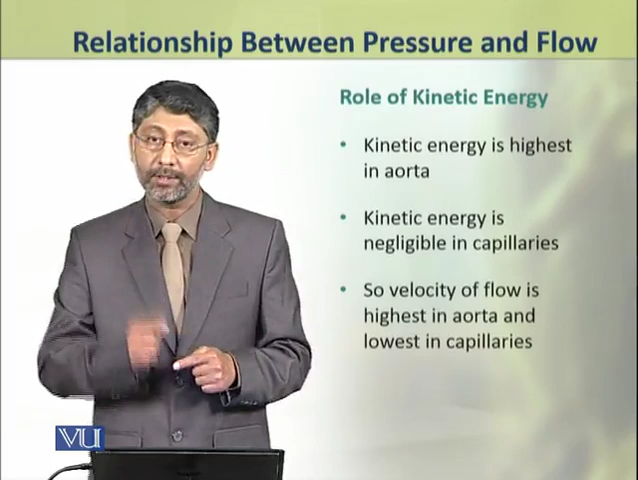 Relationship Between Pressure and Flow
Role of Kinetic Energy
• Kinetic energy is highest
in aorta
• Kinetic energy is
negligible in capillaries
• So velocity of flow is
highest in aorta and
lowest in capillaries
VU